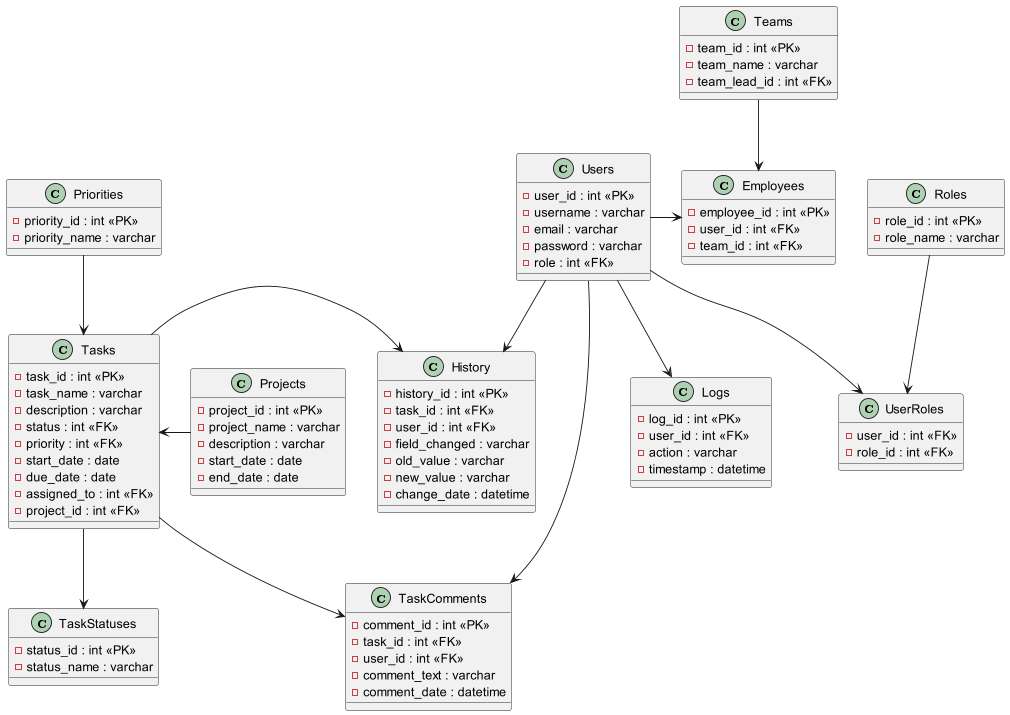 C Teams
team_id : int «PK»
team_name : varchar
team_lead_id : int «FK»
C Users
user_id : int «PK»
username : varchar
email : varchar
password : varchar
role : int «FK»
C Employees
employee_id : int «PK»
user_id : int «FK»
team_id : int «FK»
C Priorities
priority_id : int «PK»
priority_name : varchar
C Roles
role_id : int «PK»
role_name : varchar
C Tasks
task_id : int «PK»
task_name : varchar
description : varchar
status : int «FK»
priority : int «FK»
start_date : date
due_date : date
assigned_to : int «FK»
project_id : int «FK»
C Projects
project_id : int «PK»
project_name : varchar
description : varchar
start_date : date
end_date : date
C History
history_id : int «PK»
task_id : int «FK»
user_id : int «FK»
field_changed : varchar
old_value : varchar
new_value : varchar
change_date : datetime
C Logs
log_id : int «PK»
user_id : int «FK»
action : varchar
timestamp : datetime
C UserRoles
user_id : int «FK»
role_id : int «FK»
C TaskStatuses
status_id : int «PK»
status_name : varchar
C TaskComments
comment_id : int «PK»
task_id : int «FK»
user_id : int «FK»
comment_text : varchar
comment_date : datetime